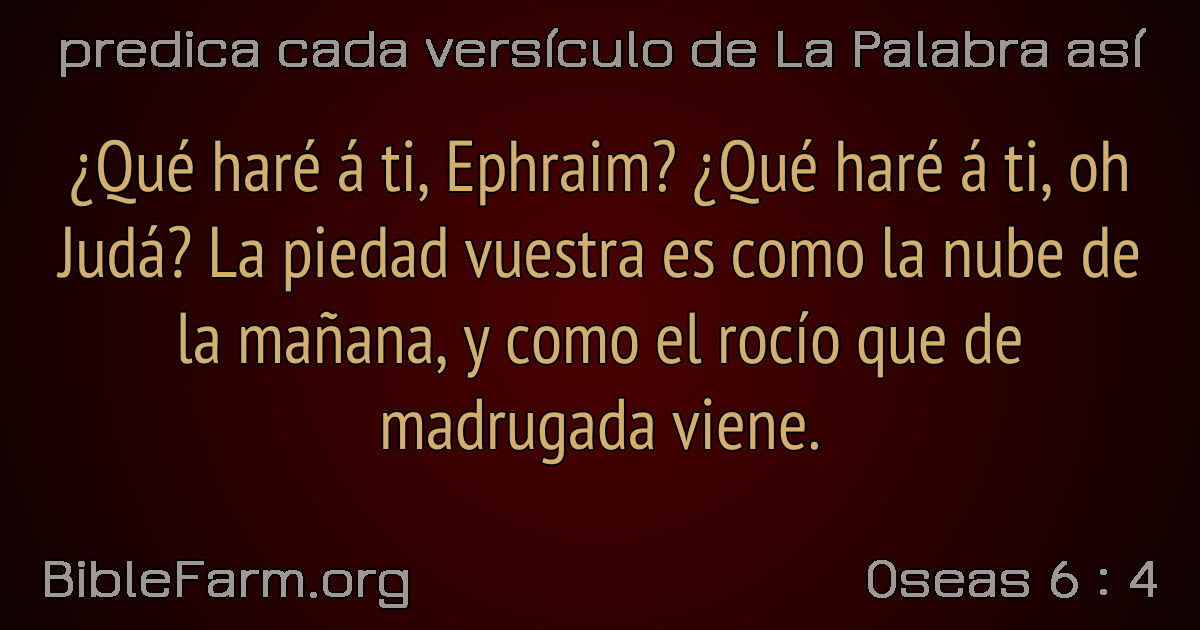 predica cada versículo de La Palabra así
¿Qué haré á ti, Ephraim? ¿Qué haré á ti, oh
Judá? La piedad vuestra es como la nube de
la mañana, y como el rocío que de
madrugada viene.
BibleFarm.org
Oseas 6 : 4